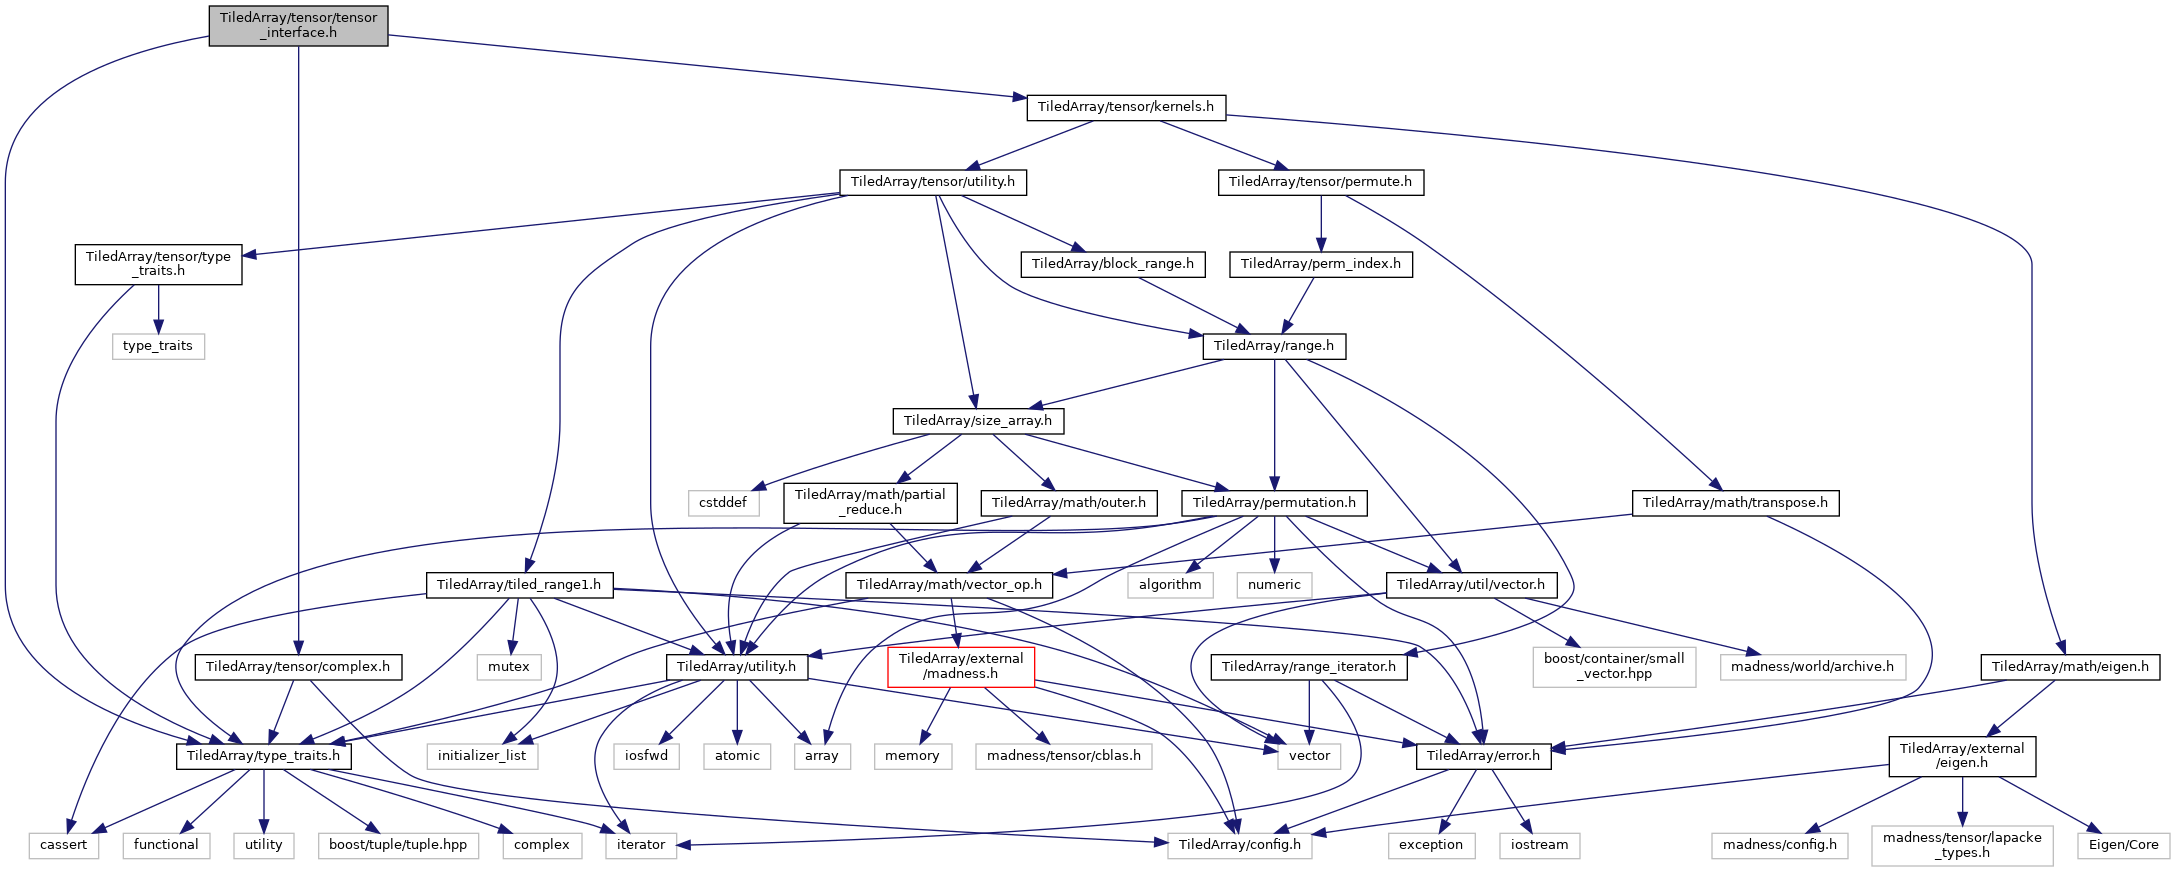 TiledArray/tensor/tensor
_interface.h
TiledArray/tensor/kernels.h
TiledArray/tensor/utility.h
TiledArray/tensor/permute.h
TiledArray/tensor/type
_traits.h
TiledArray/block_range.h
TiledArray/perm_index.h
type_traits
TiledArray/range.h
TiledArray/size_array.h
cstddef
TiledArray/math/partial
_reduce.h
TiledArray/math/outer.h
TiledArray/permutation.h
TiledArray/math/transpose.h
TiledArray/tiled_range1.h
TiledArray/math/vector_op.h
algorithm
numeric
TiledArray/util/vector.h
TiledArray/tensor/complex.h
mutex
TiledArray/utility.h
TiledArray/external
/madness.h
TiledArray/range_iterator.h
boost/container/small
_vector.hpp
madness/world/archive.h
TiledArray/math/eigen.h
TiledArray/type_traits.h
initializer_list
iosfwd
atomic
array
memory
madness/tensor/cblas.h
vector
TiledArray/error.h
TiledArray/external
/eigen.h
cassert
functional
utility
boost/tuple/tuple.hpp
complex
iterator
TiledArray/config.h
exception
iostream
madness/config.h
madness/tensor/lapacke
_types.h
Eigen/Core